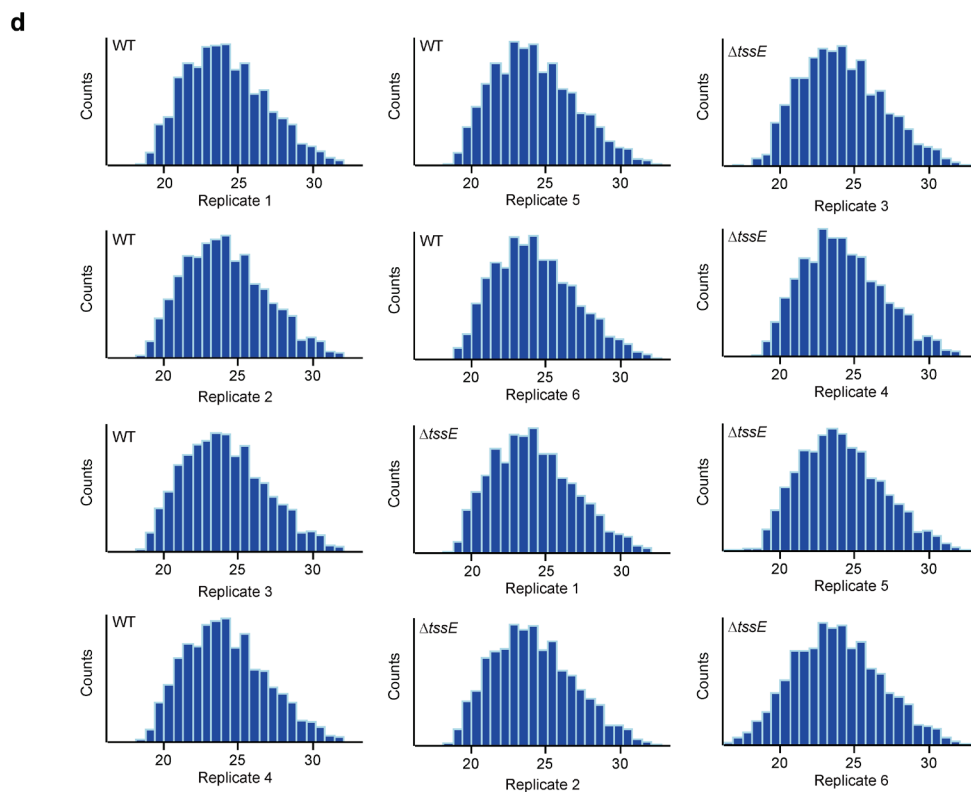 d
WT
Counts
20 25 30
Replicate 1
WT
Counts
20 25 30
Replicate 5
ΔtssE
Counts
20 25 30
Replicate 3
WT
Counts
20 25 30
Replicate 2
WT
Counts
20 25 30
Replicate 6
ΔtssE
Counts
20 25 30
Replicate 4
WT
Counts
20 25 30
Replicate 3
ΔtssE
Counts
20 25 30
Replicate 1
ΔtssE
Counts
20 25 30
Replicate 5
WT
Counts
20 25 30
Replicate 4
ΔtssE
Counts
20 25 30
Replicate 2
ΔtssE
Counts
20 25 30
Replicate 6